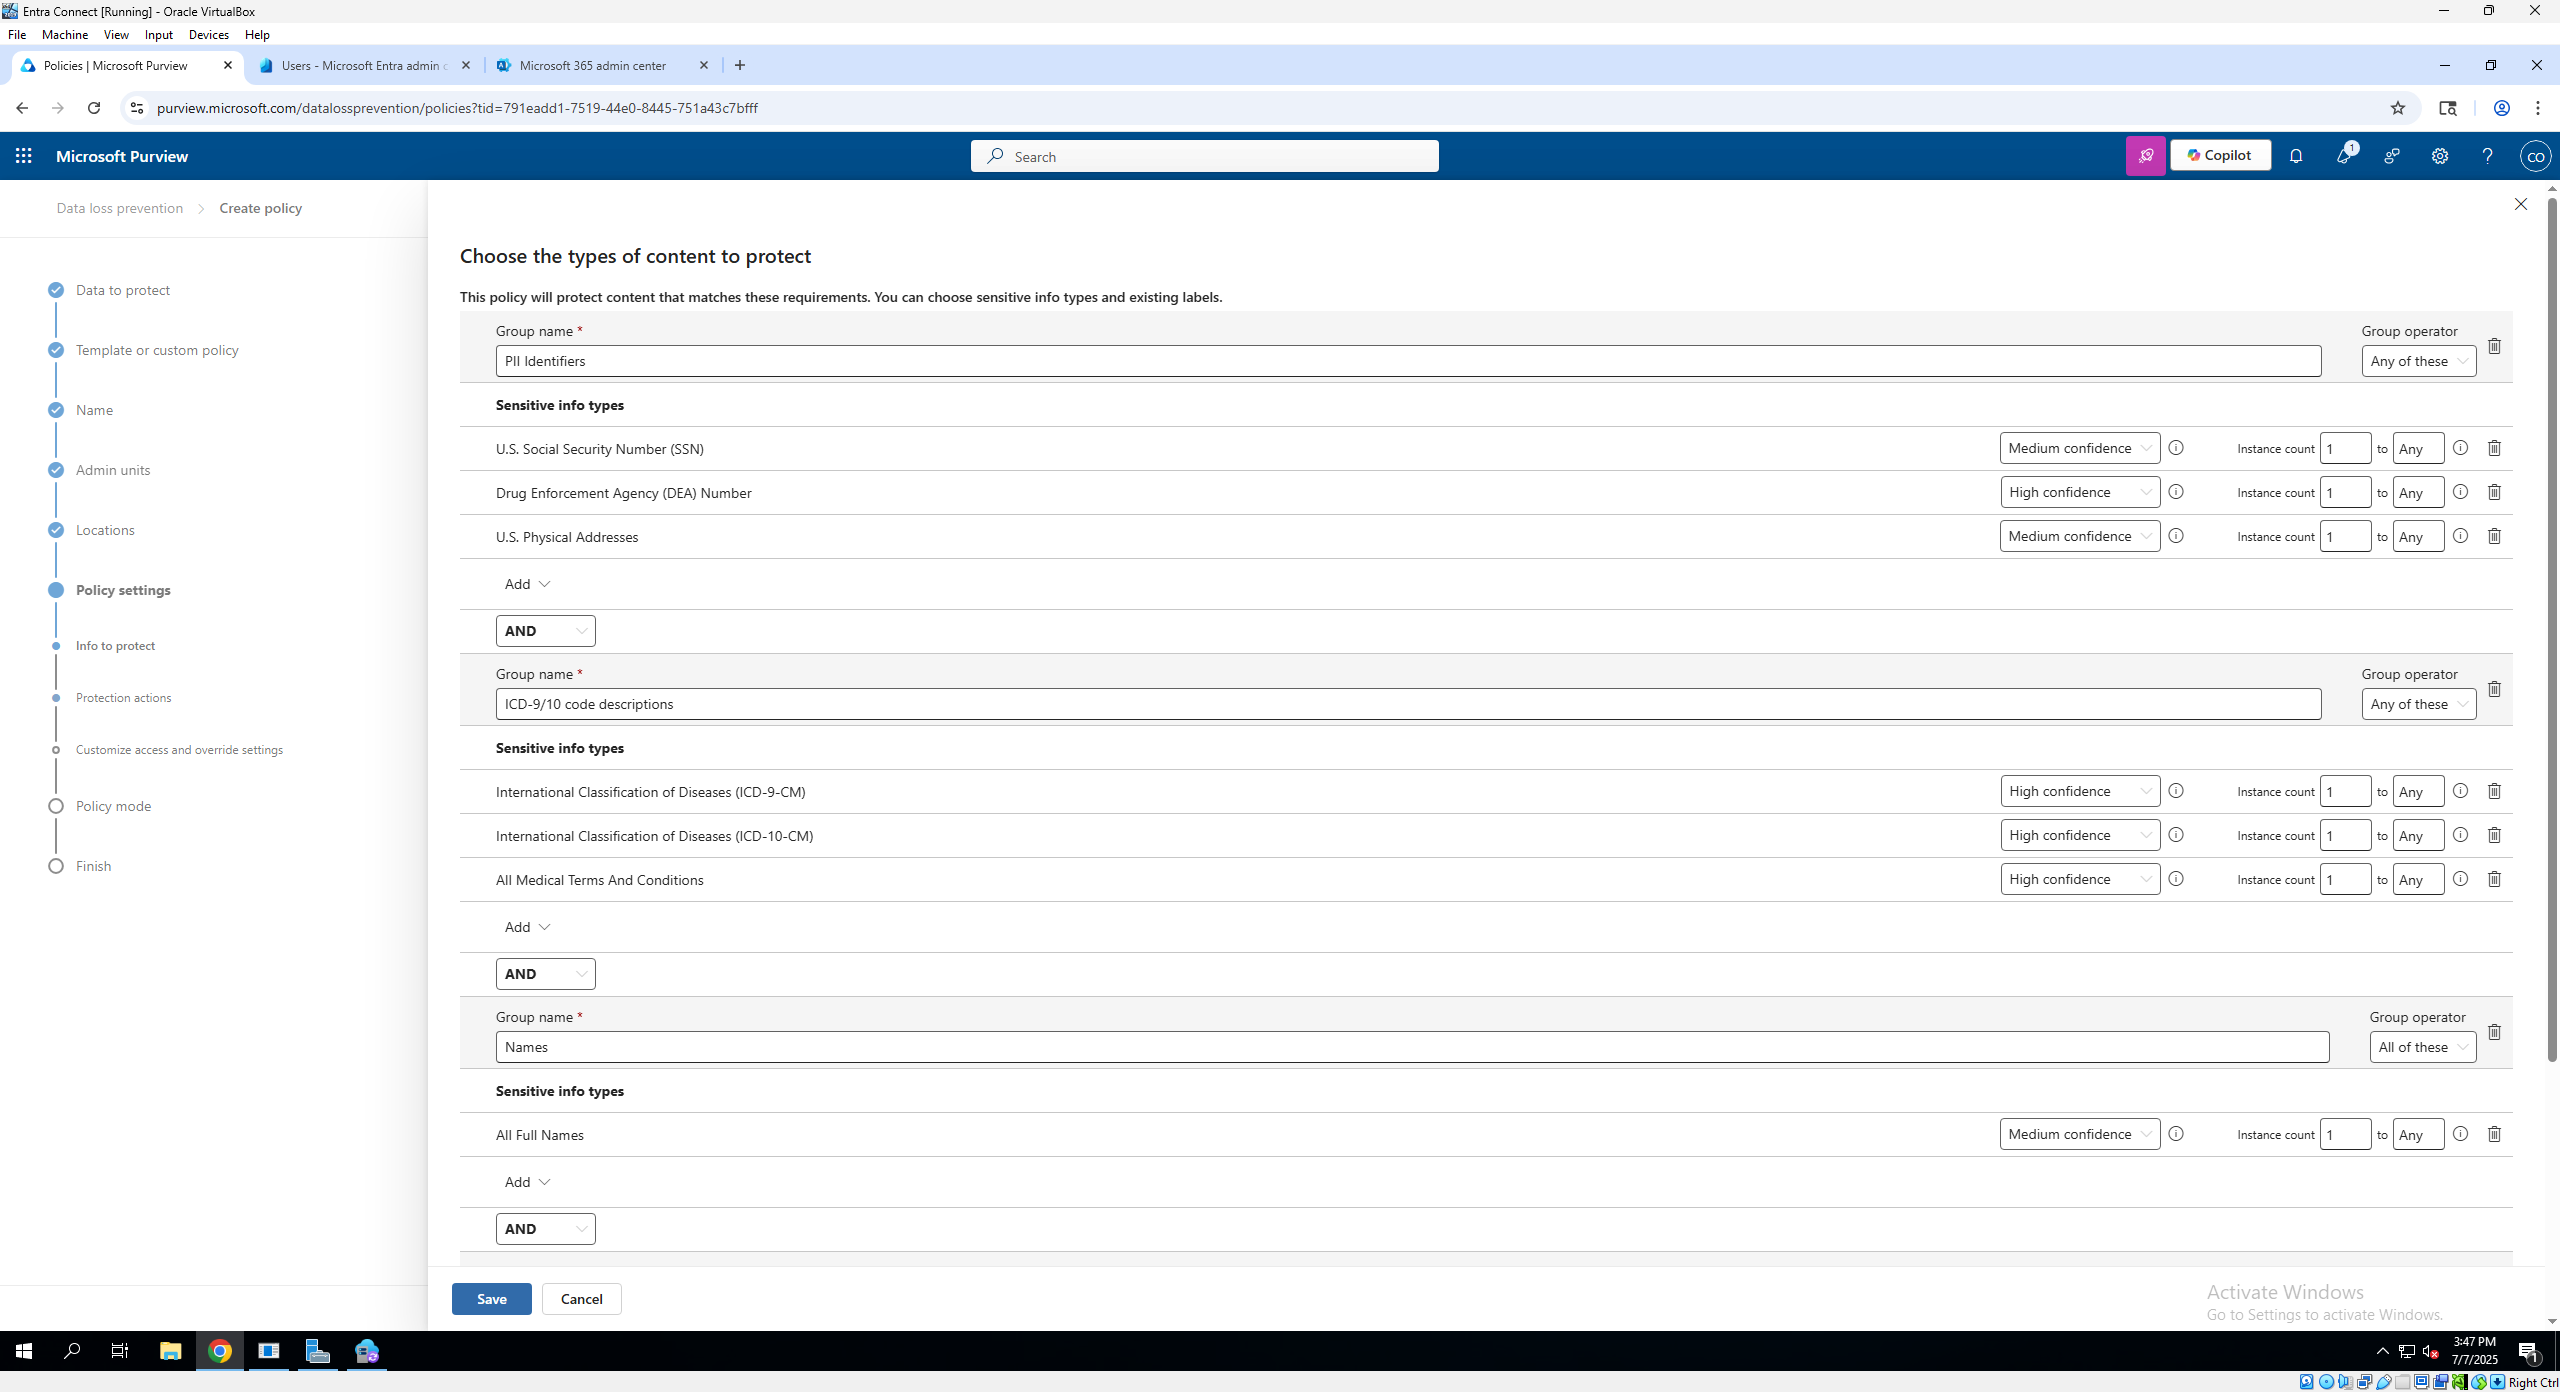 Entra Connect [Running] - Oracle VirtualBox
File Machine View Input Devices Help
Policies | Microsoft Purview
Users - Microsoft Entra admin c
Microsoft 365 admin center
purview.microsoft.com/datalossprevention/policies?tid=791eadd1-7519-44e0-8445-751a43c7bfff
Microsoft Purview
Search
Copilot
1
CO
Data loss prevention > Create policy
Data to protect
Template or custom policy
Name
Admin units
Locations
Policy settings
Info to protect
Protection actions
Customize access and override settings
Policy mode
Finish
Choose the types of content to protect
This policy will protect content that matches these requirements. You can choose sensitive info types and existing labels.
Group name * Group operator
PII Identifiers Any of these
Sensitive info types
U.S. Social Security Number (SSN) Medium confidence Instance count 1 to Any
Drug Enforcement Agency (DEA) Number High confidence Instance count 1 to Any
U.S. Physical Addresses Medium confidence Instance count 1 to Any
Add
AND
Group name * Group operator
ICD-9/10 code descriptions Any of these
Sensitive info types
International Classification of Diseases (ICD-9-CM) High confidence Instance count 1 to Any
International Classification of Diseases (ICD-10-CM) High confidence Instance count 1 to Any
All Medical Terms And Conditions High confidence Instance count 1 to Any
Add
AND
Group name * Group operator
Names All of these
Sensitive info types
All Full Names Medium confidence Instance count 1 to Any
Add
AND
Save Cancel
Activate Windows
Go to Settings to activate Windows.
3:47 PM
7/7/2025
1
Right Ctrl